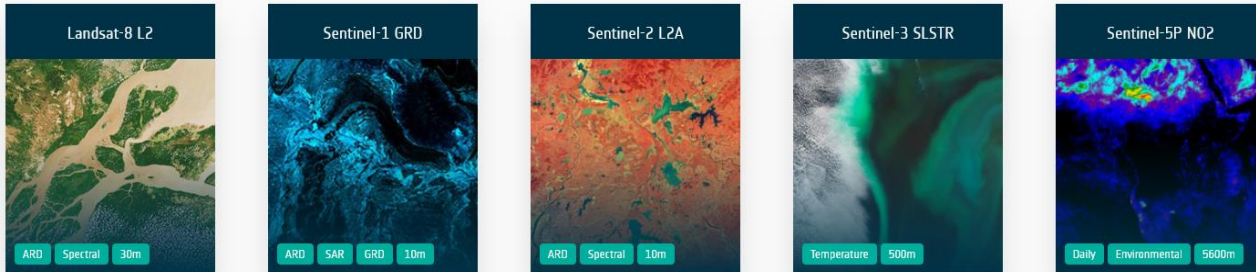 Landsat-8 L2
Sentinel-1 GRD
Sentinel-2 L2A
Sentinel-3 SLSTR
Sentinel-5P NO2
ARD Spectral 30m
ARD SAR GRD 10m
ARD Spectral 10m
Temperature 500m
Daily Environmental 5600m